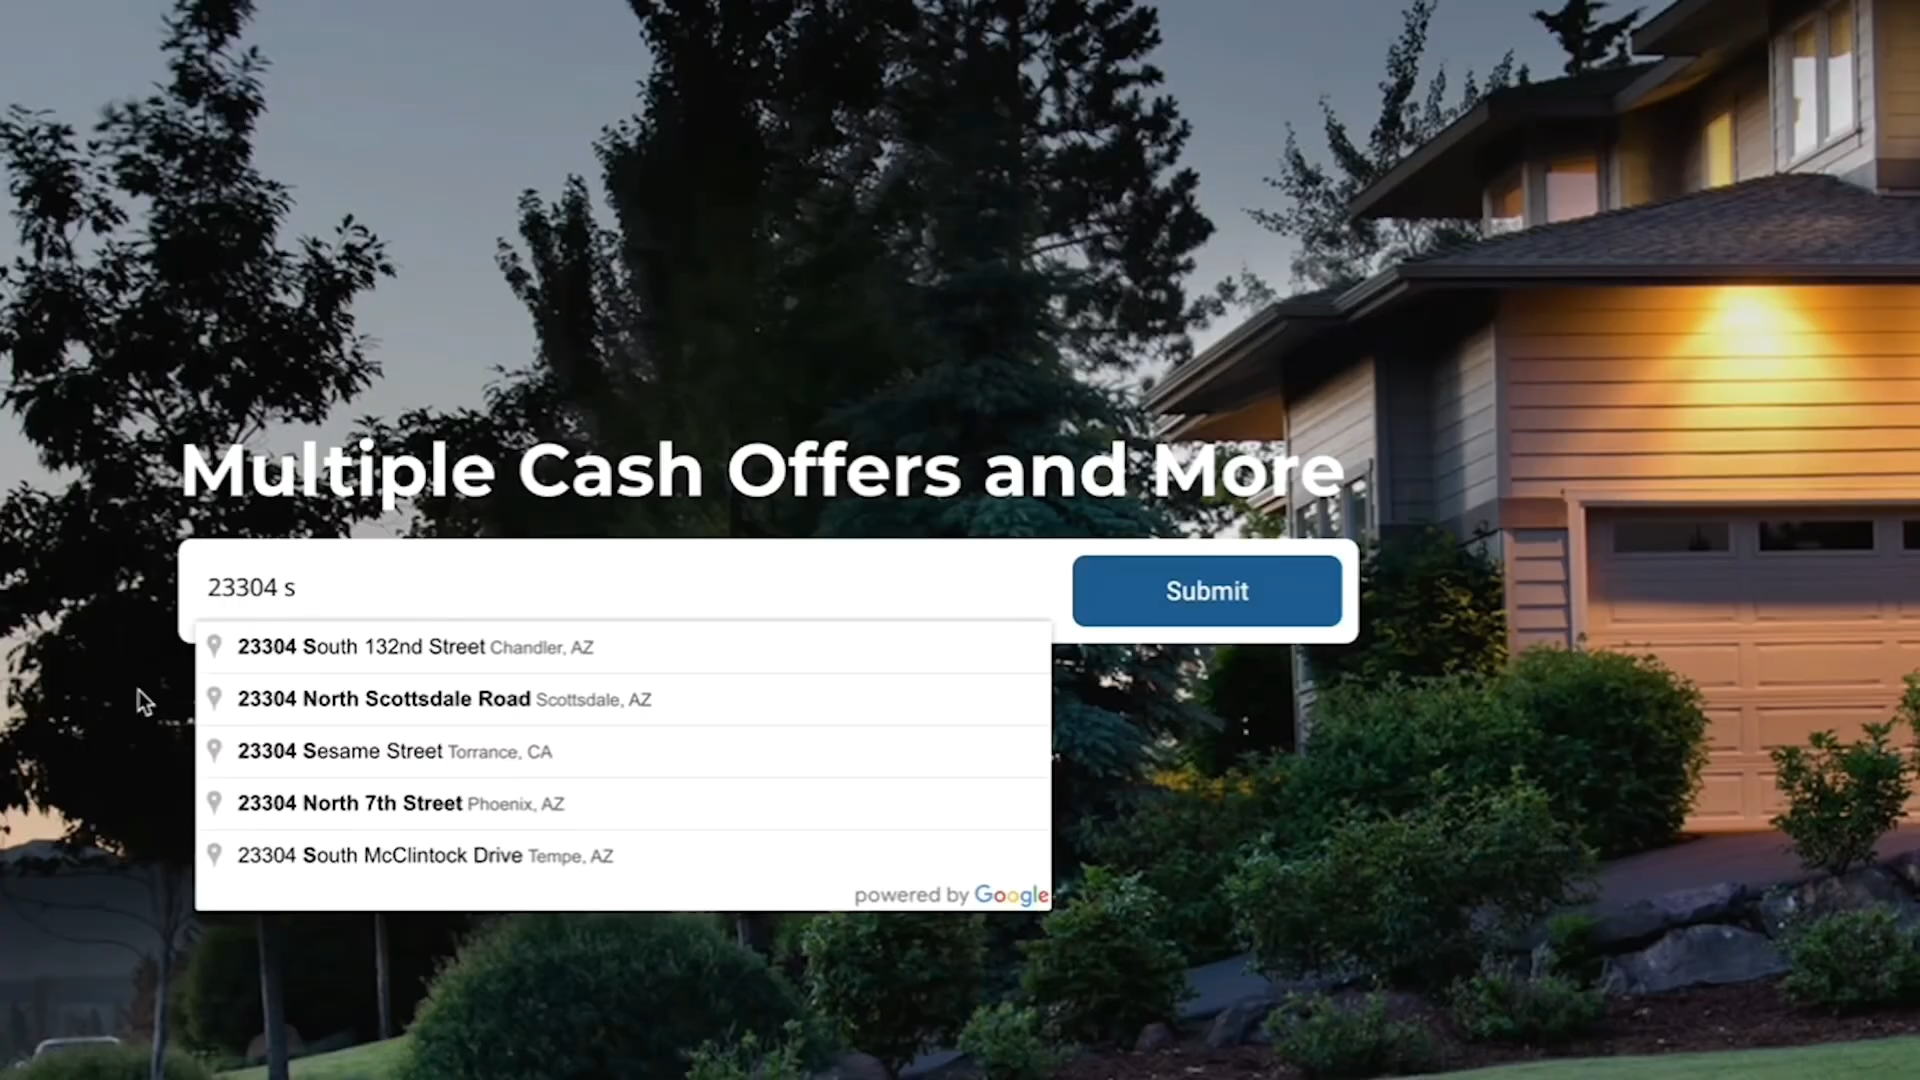 Multiple Cash Offers and More
23304 s
Submit
23304 South 132nd Street Chandler, AZ
23304 North Scottsdale Road Scottsdale, AZ
23304 Sesame Street Torrance, CA
23304 North 7th Street Phoenix, AZ
23304 South McClintock Drive Tempe, AZ
powered by Google